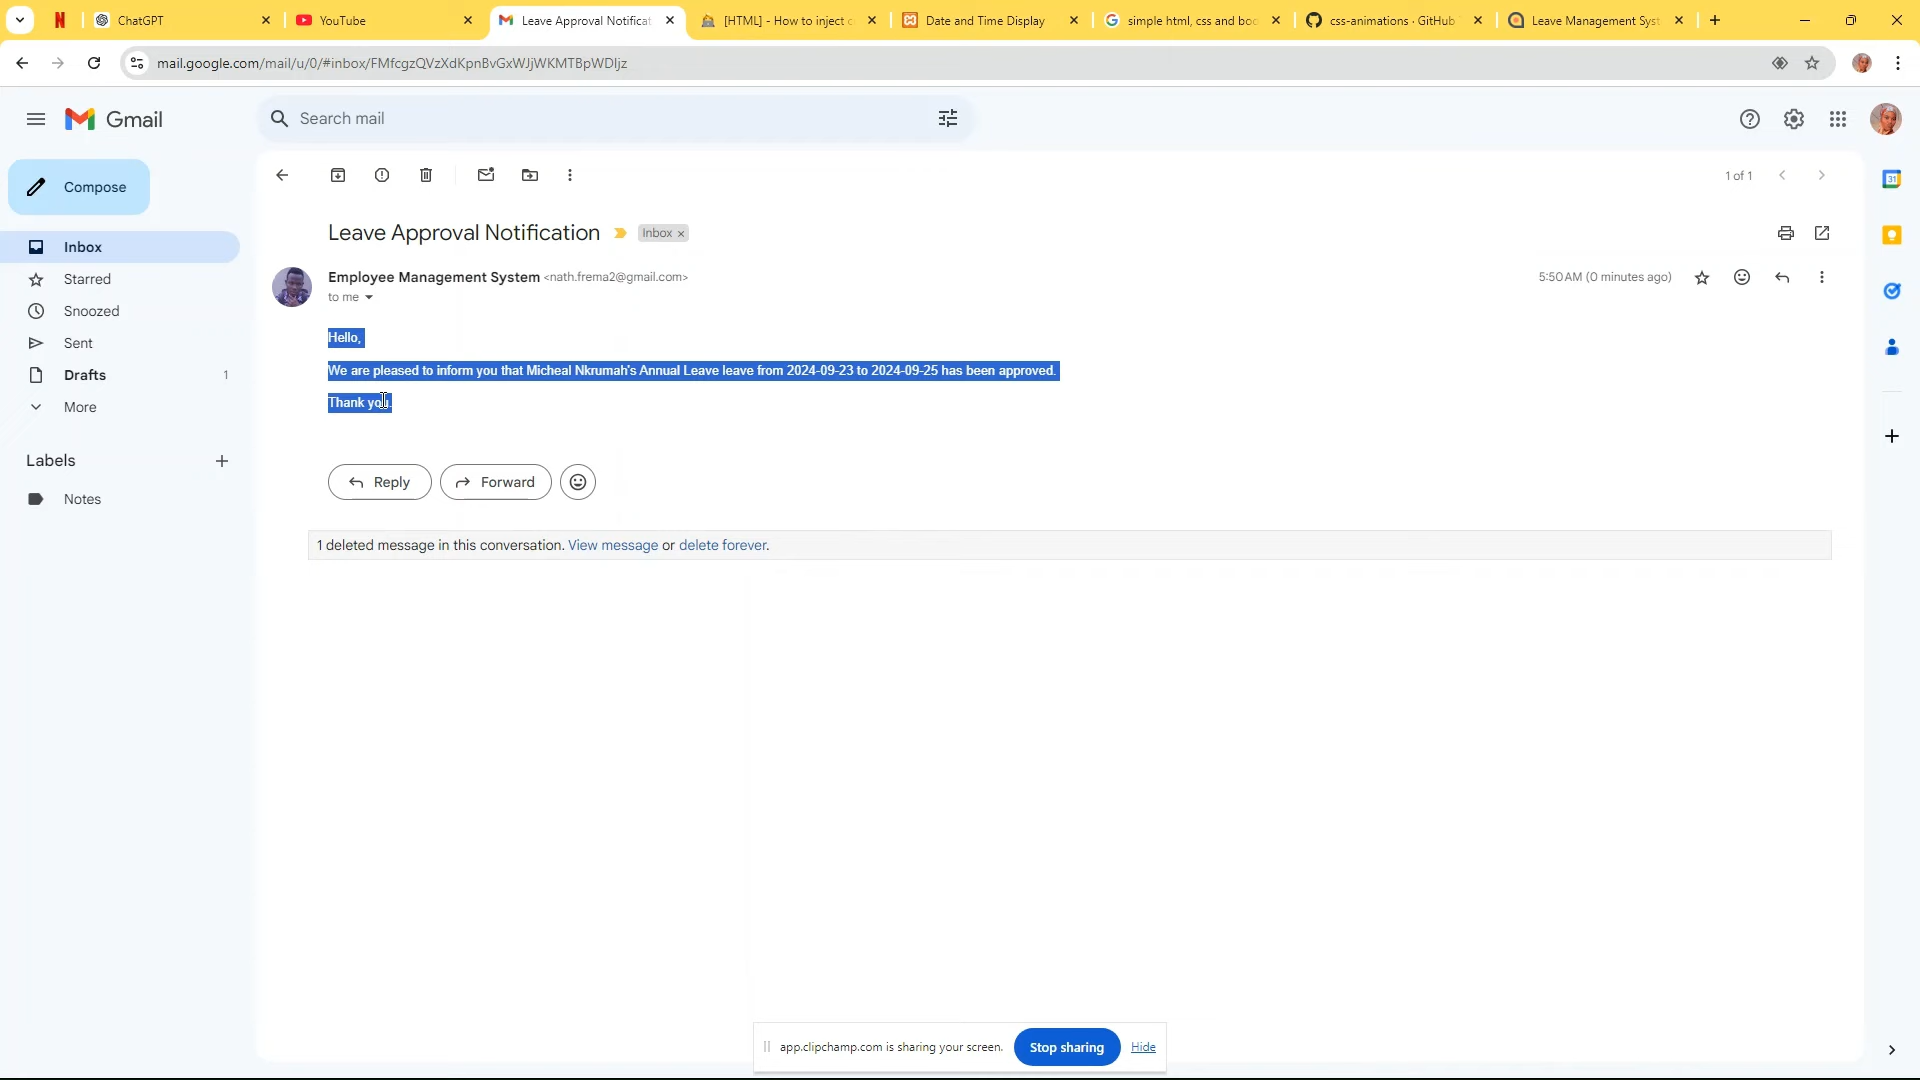 ChatGPT
YouTube
Leave Approval Notificat
[HTML] - How to inject c
Date and Time Display
simple html, css and boo
css-animations · GitHub
Leave Management Syst
mail.google.com/mail/u/0/#inbox/FMfcgzQVzXdKpnBvGxWJjWKMTBpWDljz
Gmail
Search mail
Compose
1 of 1
Inbox
Starred
Snoozed
Sent
Drafts 1
More
Labels
Notes
Leave Approval Notification Inbox ×
Employee Management System <nath.frema2@gmail.com> 5:50 AM (0 minutes ago)
to me
Hello,
We are pleased to inform you that Micheal Nkrumah's Annual Leave leave from 2024-09-23 to 2024-09-25 has been approved.
Thank you.
Reply
Forward
1 deleted message in this conversation. View message or delete forever.
31
app.clipchamp.com is sharing your screen. Stop sharing Hide